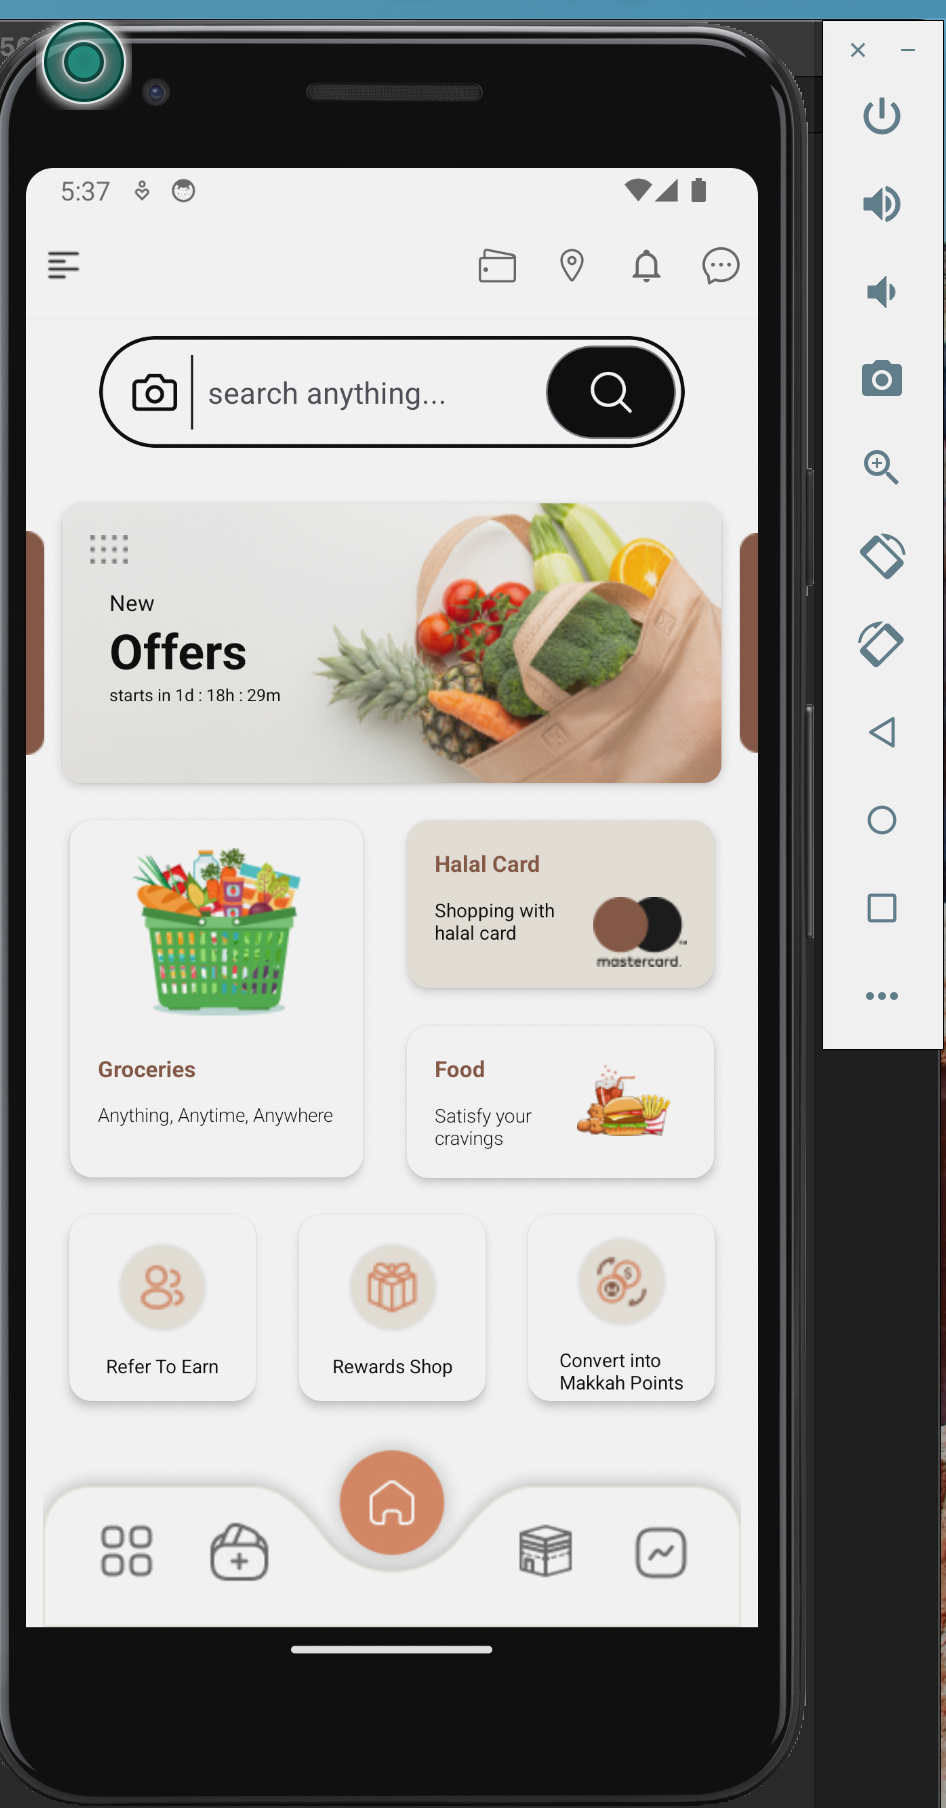 5:37
search anything...
New
Offers
starts in 1d : 18h : 29m
Halal Card
Shopping with
halal card
mastercard.
Groceries
Anything, Anytime, Anywhere
Food
Satisfy your
cravings
Refer To Earn
Rewards Shop
Convert into
Makkah Points